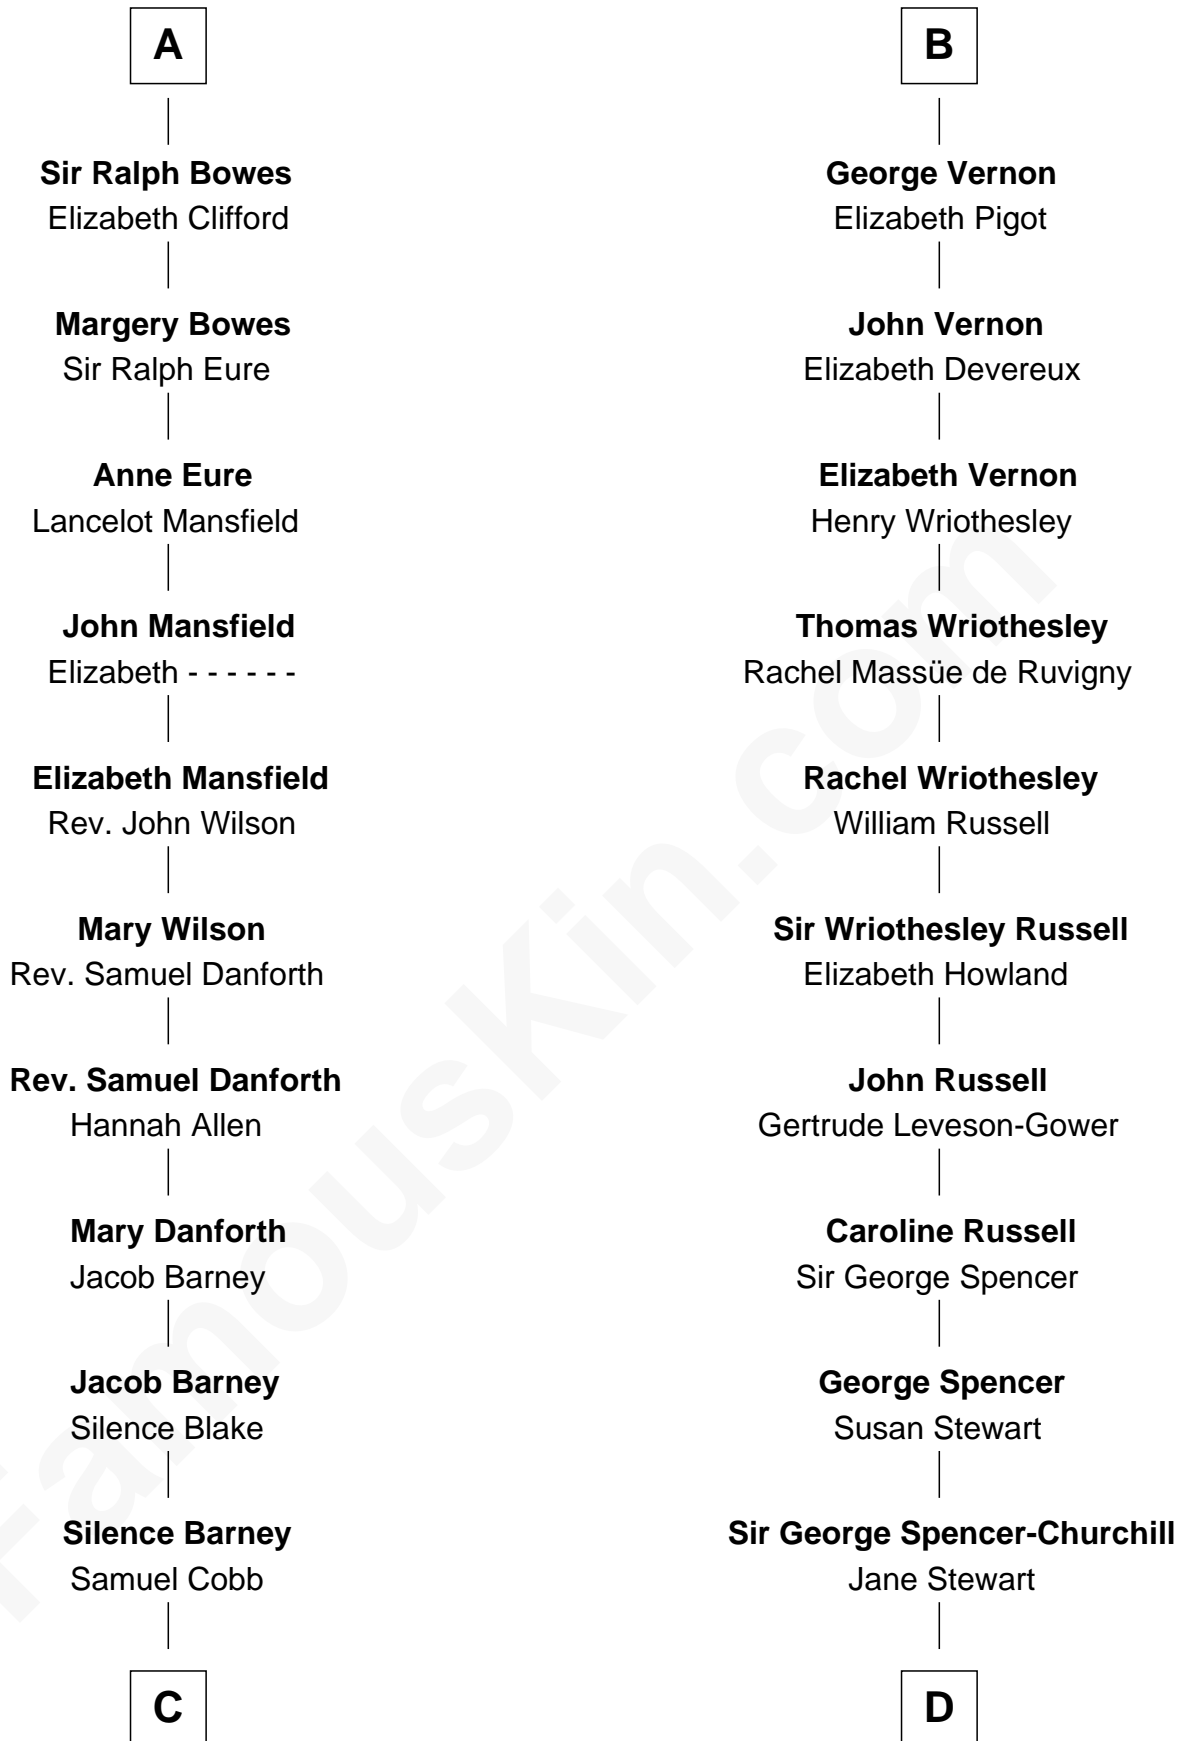 A
Sir Ralph Bowes
Elizabeth Clifford
Margery Bowes
Sir Ralph Eure
Anne Eure
Lancelot Mansfield
John Mansfield
Elizabeth - - - - - -
Elizabeth Mansfield
Rev. John Wilson
Mary Wilson
Rev. Samuel Danforth
Rev. Samuel Danforth
Hannah Allen
Mary Danforth
Jacob Barney
Jacob Barney
Silence Blake
Silence Barney
Samuel Cobb
C
B
George Vernon
Elizabeth Pigot
John Vernon
Elizabeth Devereux
Elizabeth Vernon
Henry Wriothesley
Thomas Wriothesley
Rachel Massüe de Ruvigny
Rachel Wriothesley
William Russell
Sir Wriothesley Russell
Elizabeth Howland
John Russell
Gertrude Leveson-Gower
Caroline Russell
Sir George Spencer
George Spencer
Susan Stewart
Sir George Spencer-Churchill
Jane Stewart
D
FamousKin.com